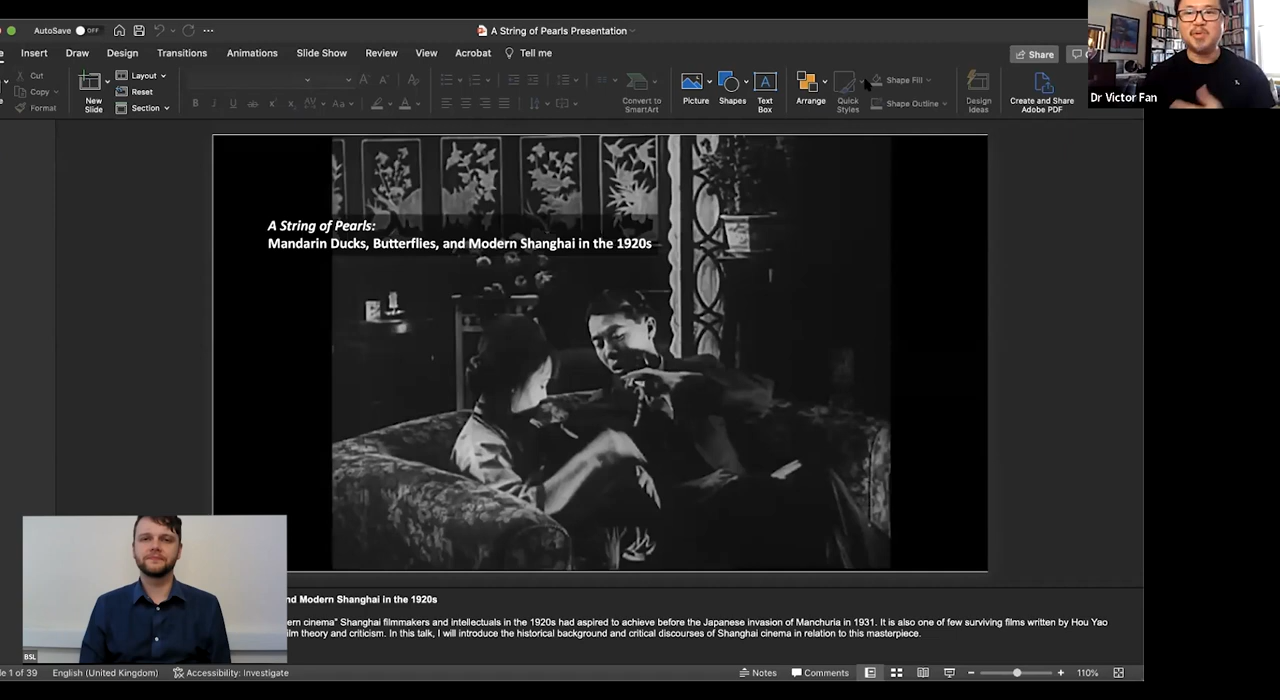 AutoSave OFF
A String of Pearls Presentation
Insert Draw Design Transitions Animations Slide Show Review View Acrobat Tell me
Share
Cut
Copy
Format
New Slide
Layout
Reset
Section
B I U ab
Aa
Convert to SmartArt
Picture
Shapes
Text Box
Arrange
Quick Styles
Shape Fill
Shape Outline
Design Ideas
Create and Share Adobe PDF
Dr Victor Fan
A String of Pearls:
Mandarin Ducks, Butterflies, and Modern Shanghai in the 1920s
nd Modern Shanghai in the 1920s
ern cinema” Shanghai filmmakers and intellectuals in the 1920s had aspired to achieve before the Japanese invasion of Manchuria in 1931. It is also one of few surviving films written by Hou Yao
ilm theory and criticism. In this talk, I will introduce the historical background and critical discourses of Shanghai cinema in relation to this masterpiece.
BSL
e 1 of 39 English (United Kingdom) Accessibility: Investigate Notes Comments 110%